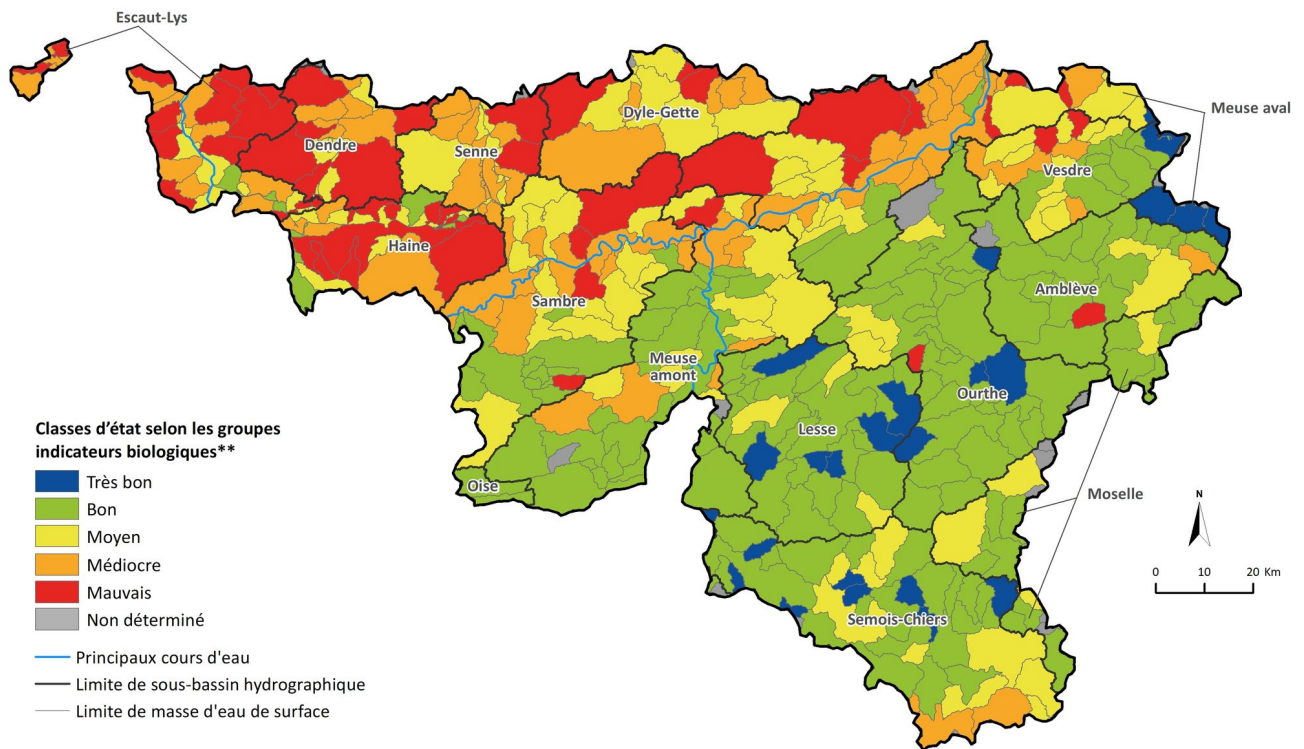 Escaut-Lys
Meuse aval
Dyle-Gette
Dendre
Senne
Vesdre
Haine
Amblève
Sambre
Meuse
amont
Ourthe
Lesse
Oise
Moselle
Semois-Chiers
Classes d'état selon les groupes
indicateurs biologiques**
Très bon
Bon
Moyen
Médiocre
Mauvais
Non déterminé
Principaux cours d'eau
Limite de sous-bassin hydrographique
Limite de masse d'eau de surface
N
0 10 20 Km